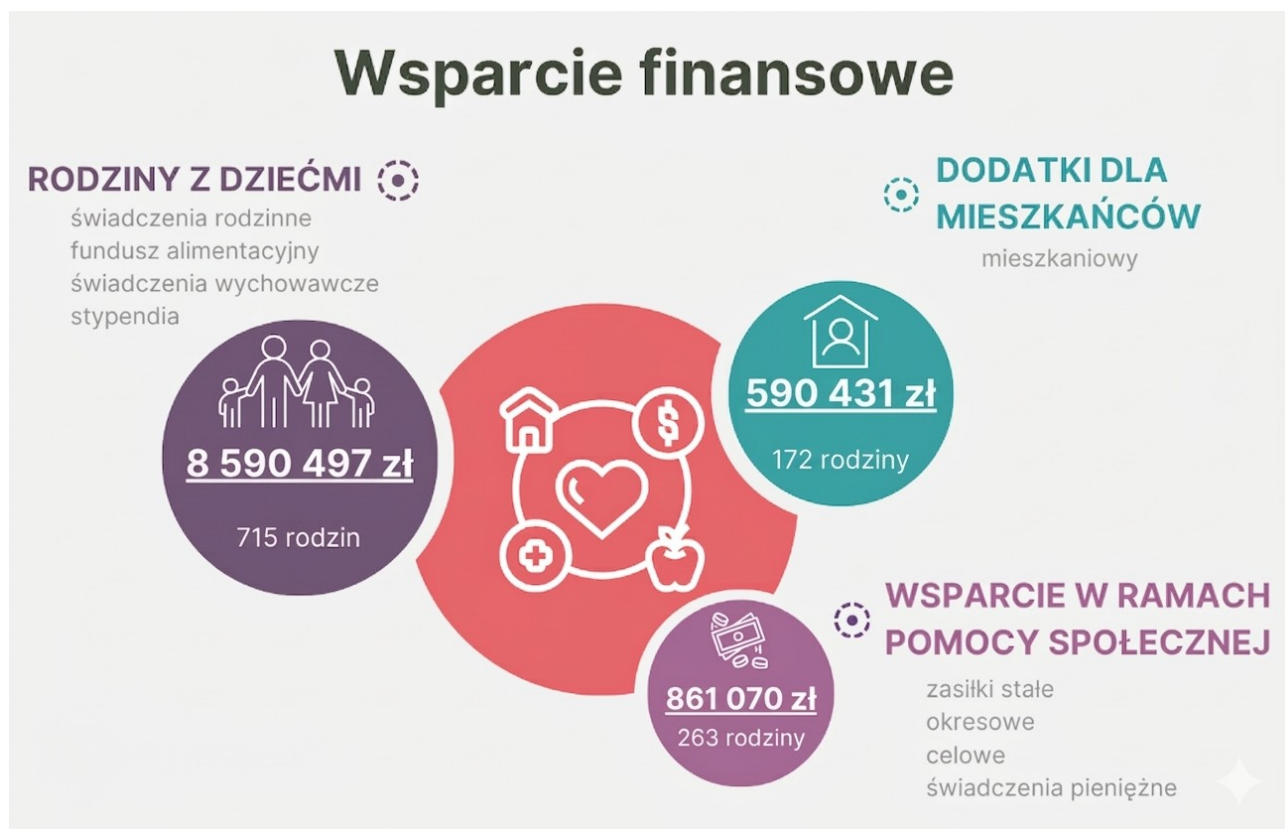 Wsparcie finansowe
RODZINY Z DZIEĆMI
świadczenia rodzinne
fundusz alimentacyjny
świadczenia wychowawcze
stypendia
8 590 497 zł
715 rodzin
DODATKI DLA
MIESZKAŃCÓW
mieszkaniowy
590 431 zł
172 rodziny
$
WSPARCIE W RAMACH
POMOCY SPOŁECZNEJ
zasiłki stałe
okresowe
celowe
świadczenia pieniężne
861 070 zł
263 rodziny